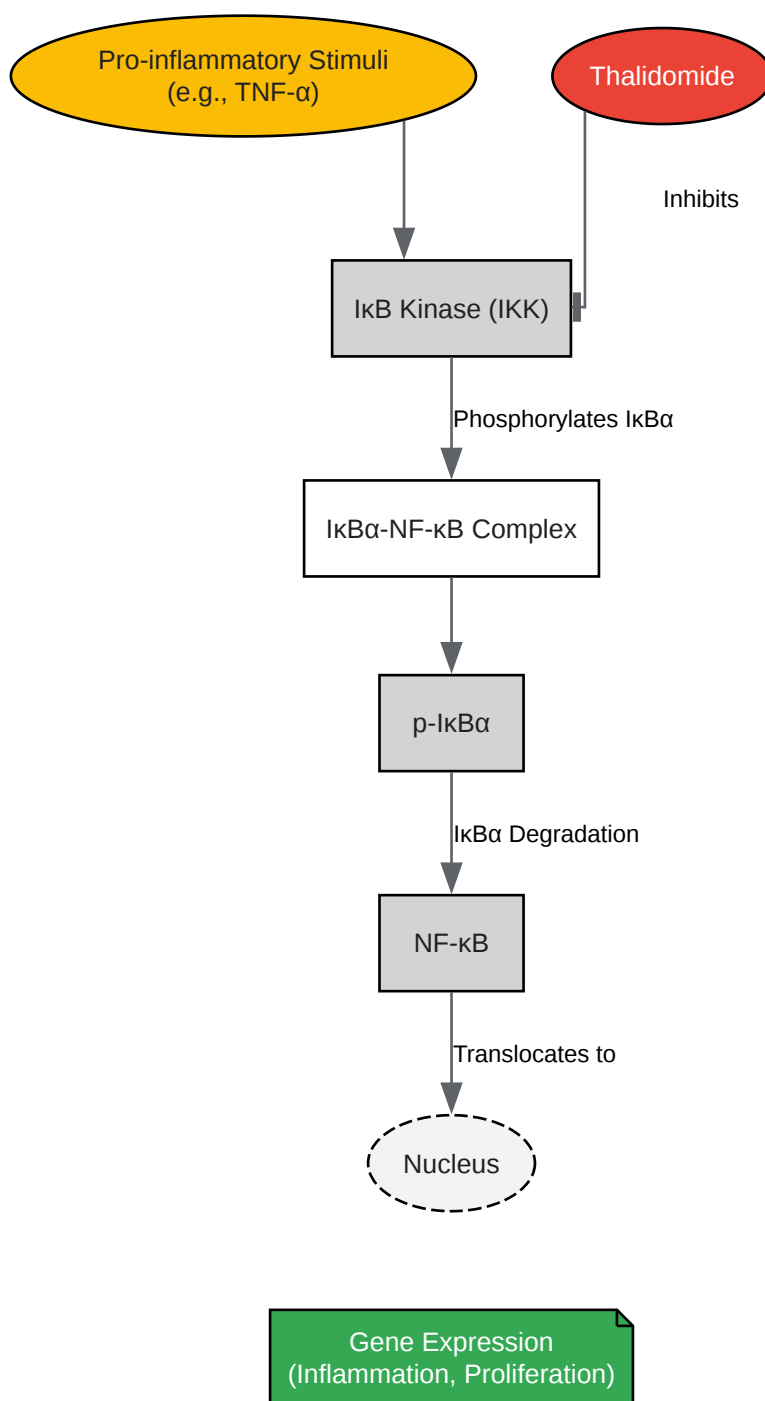 Pro-inflammatory Stimuli
(e.g., TNF-α)
Thalidomide
Inhibits
IκB Kinase (IKK)
Phosphorylates IκBα
IκBα-NF-κB Complex
p-IκBα
IκBα Degradation
NF-κB
Translocates to
Nucleus
Gene Expression
(Inflammation, Proliferation)